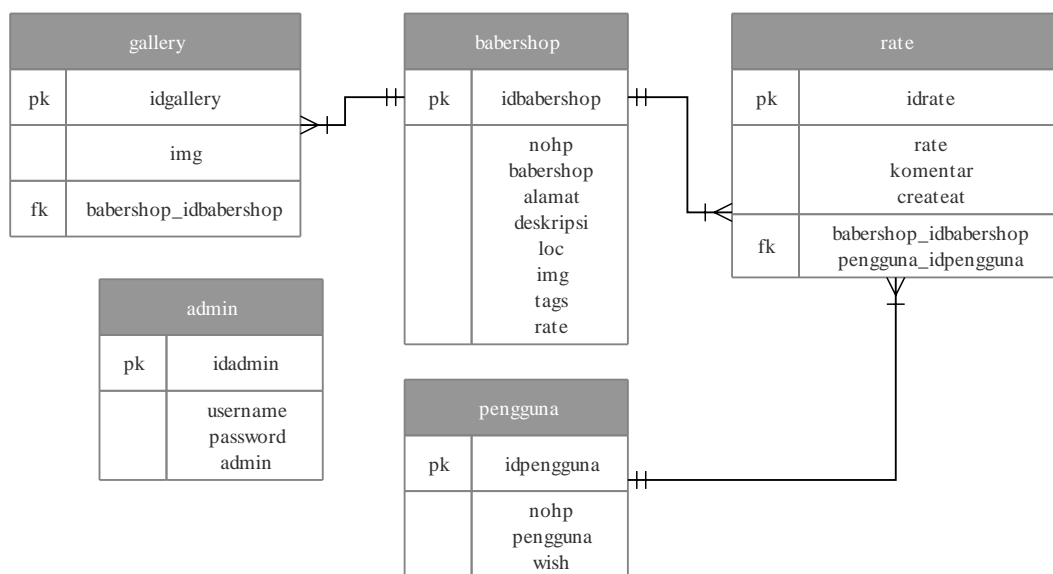 gallery
pk idgallery
img
fk babershop_idbabershop
babershop
pk idbabershop
nohp
babershop
alamat
deskripsi
loc
img
tags
rate
rate
pk idrate
rate
komentar
createat
babershop_idbabershop
fk
pengguna_idpengguna
admin
pk idadmin
username
password
admin
pengguna
pk idpengguna
nohp
pengguna
wish